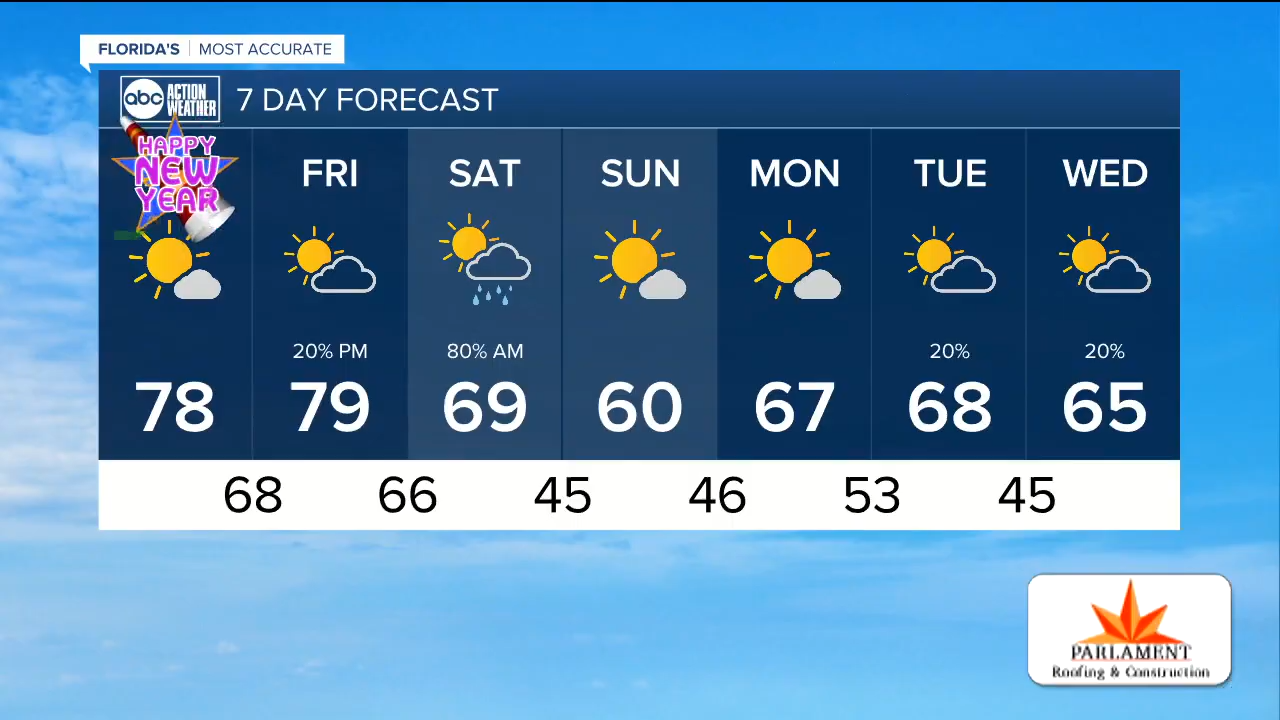 FLORIDA'S MOST ACCURATE
abc ACTION WEATHER
7 DAY FORECAST
HAPPY
NEW
YEAR
FRI SAT SUN MON TUE WED
20% PM 80% AM 20% 20%
78 79 69 60 67 68 65
68 66 45 46 53 45
PARLAMENT
Roofing & Construction